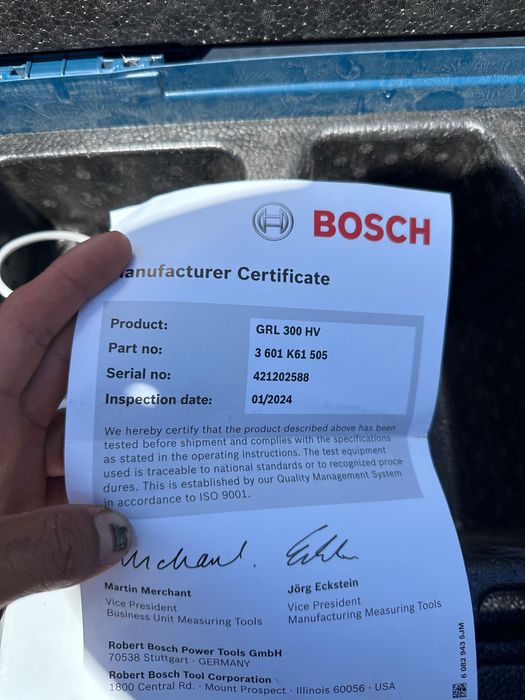 BOSCH
anufacturer Certificate
Product: GRL 300 HV
Part no: 3 601 K61 505
Serial no: 421202588
Inspection date: 01/2024
We hereby certify that the product described above has been
tested before shipment and complies with the specifications
as stated in the operating instructions. The test equipment
used is traceable to national standards or to recognized proce-
dures. This is established by our Quality Management System
in accordance to ISO 9001.
Martin Merchant
Vice President
Business Unit Measuring Tools
Jörg Eckstein
Vice President
Manufacturing Measuring Tools
Robert Bosch Power Tools GmbH
70538 Stuttgart · GERMANY
Robert Bosch Tool Corporation
1800 Central Rd. · Mount Prospect · Illinois 60056 · USA
6 082 943 5JM